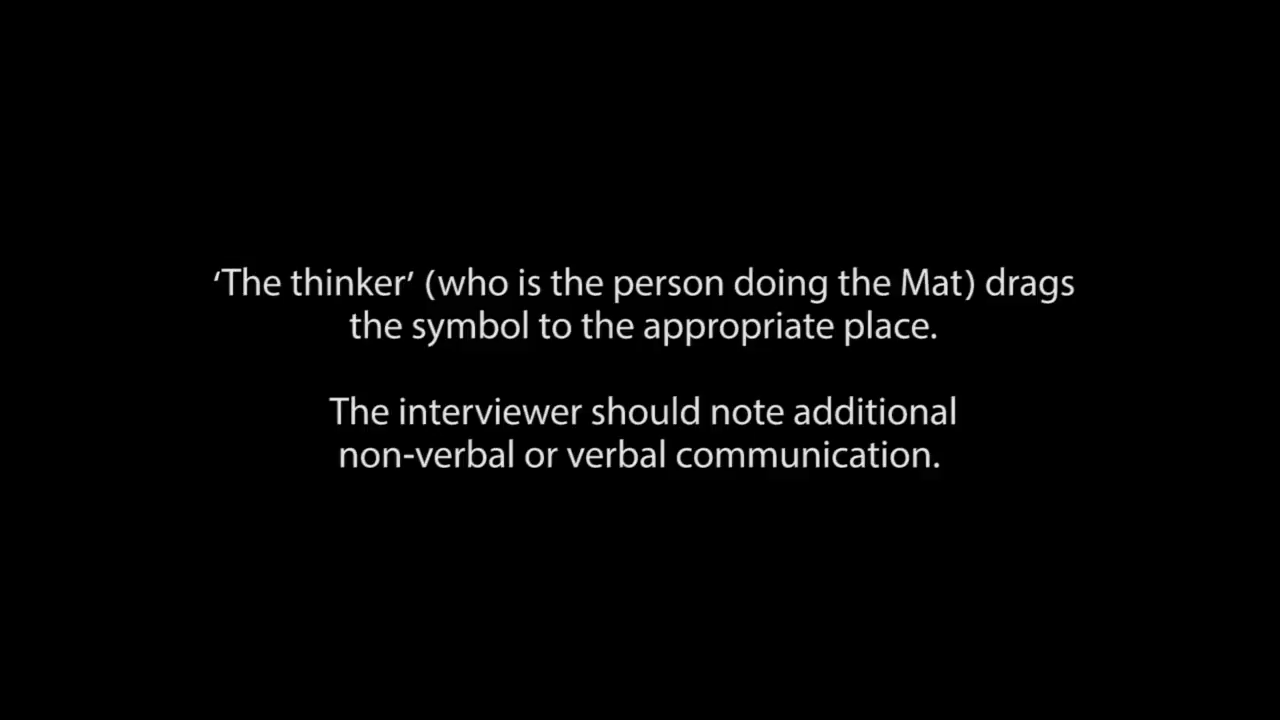 ‘The thinker’ (who is the person doing the Mat) drags
the symbol to the appropriate place.
The interviewer should note additional
non-verbal or verbal communication.